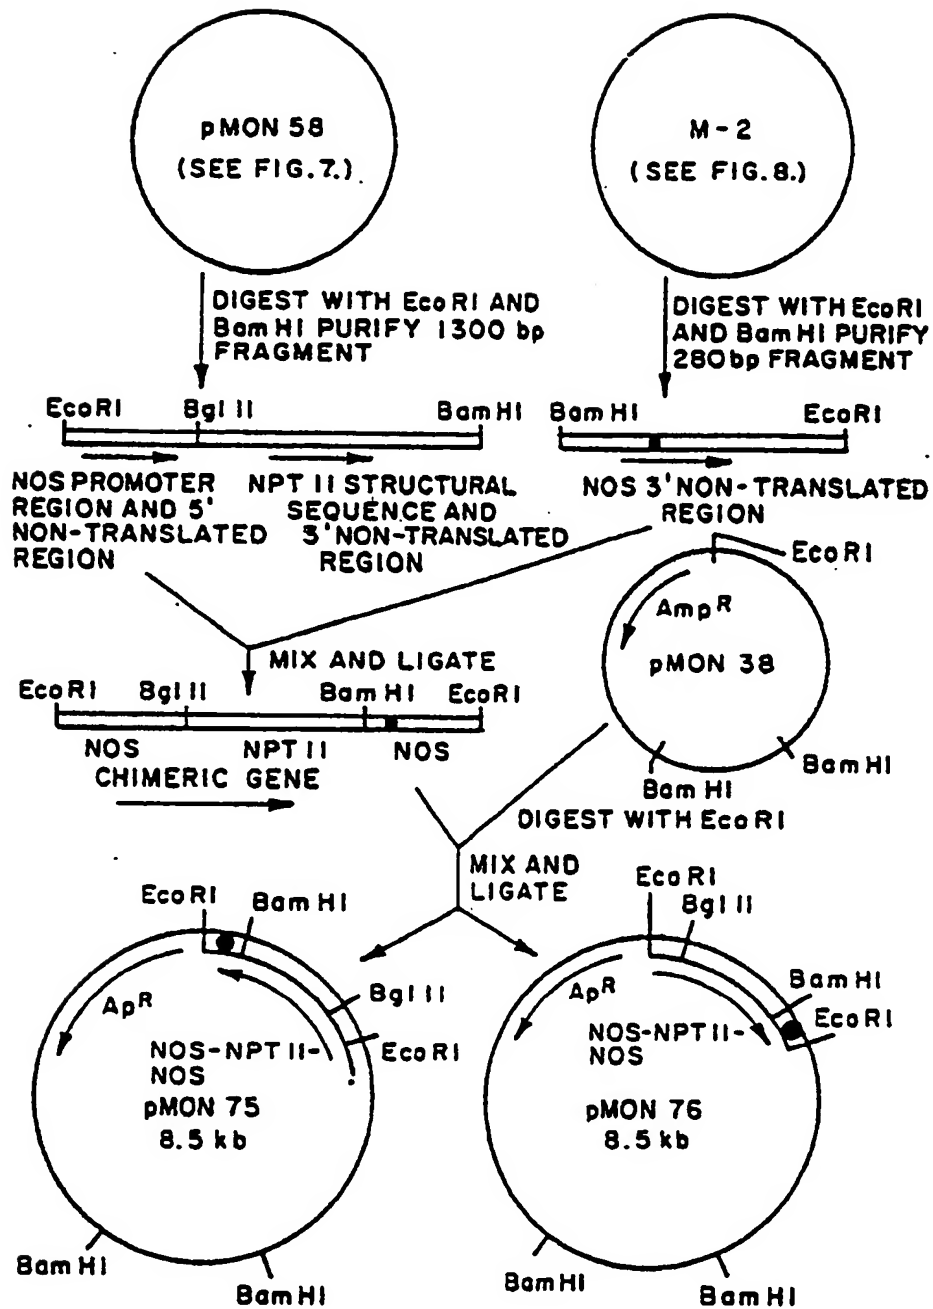 pMON 58
(SEE FIG. 7.)
M-2
(SEE FIG. 8.)
DIGEST WITH EcoRI AND
BamHI PURIFY 1300 bp
FRAGMENT
DIGEST WITH EcoRI
AND BamHI PURIFY
280bp FRAGMENT
EcoRI
Bgl II
BamHI
BamHI
EcoRI
NOS PROMOTER
REGION AND 5'
NON-TRANSLATED
REGION
NPT II STRUCTURAL
SEQUENCE AND
3' NON-TRANSLATED
REGION
NOS 3' NON-TRANSLATED
REGION
EcoRI
AmpR
pMON 38
BamHI
BamHI
MIX AND LIGATE
EcoRI
Bgl II
BamHI
EcoRI
NOS
NPT II
NOS
CHIMERIC GENE
DIGEST WITH EcoRI
MIX AND
LIGATE
EcoRI
BamHI
Bgl II
EcoRI
ApR
NOS-NPT II-
NOS
pMON 75
8.5 kb
BamHI
BamHI
EcoRI
Bgl II
BamHI
EcoRI
ApR
NOS-NPT II-
NOS
pMON 76
8.5 kb
BamHI
BamHI